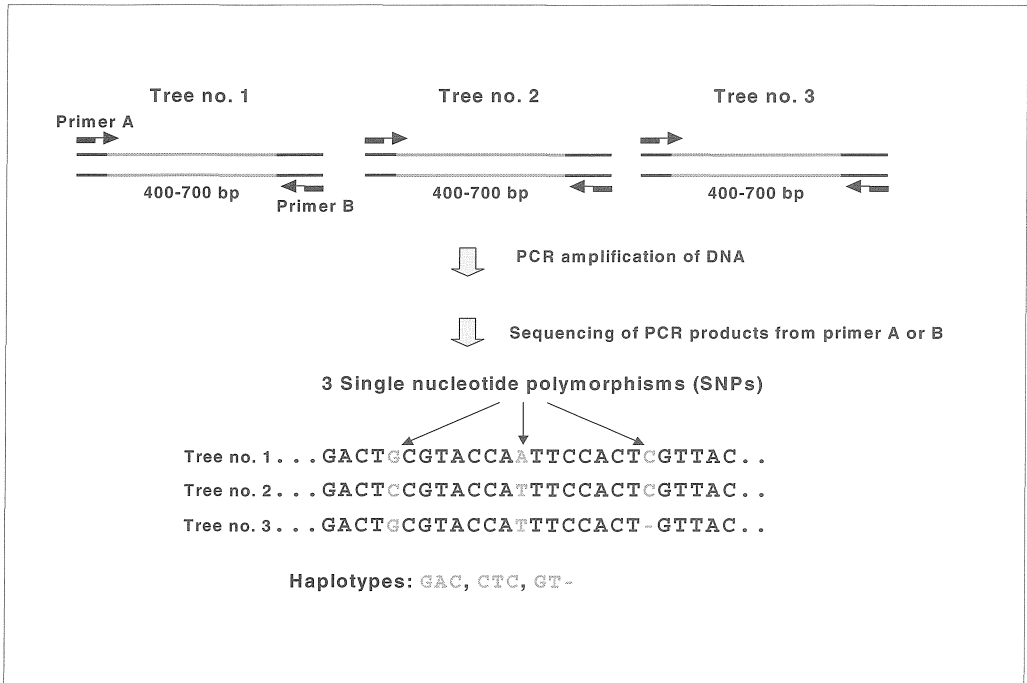 Tree no. 1 Tree no. 2 Tree no. 3
Primer A
400-700 bp 400-700 bp 400-700 bp
Primer B
PCR amplification of DNA
Sequencing of PCR products from primer A or B
3 Single nucleotide polymorphisms (SNPs)
Tree no. 1 . . . GACTGCGTACCAATTCCACTCGTTAC . .
Tree no. 2 . . . GACTCCGTACCATTTCCACTCGTTAC . .
Tree no. 3 . . . GACTGCGTACCATTTCCACT-GTTAC . .
Haplotypes: GAC, CTC, GT-